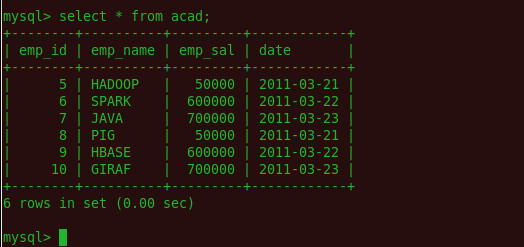 mysql> select * from acad;
+--------+----------+---------+------------+
| emp_id | emp_name | emp_sal | date       |
+--------+----------+---------+------------+
|      5 | HADOOP   |   50000 | 2011-03-21 |
|      6 | SPARK    |  600000 | 2011-03-22 |
|      7 | JAVA     |  700000 | 2011-03-23 |
|      8 | PIG      |   50000 | 2011-03-21 |
|      9 | HBASE    |  600000 | 2011-03-22 |
|     10 | GIRAF    |  700000 | 2011-03-23 |
+--------+----------+---------+------------+
6 rows in set (0.00 sec)
mysql>